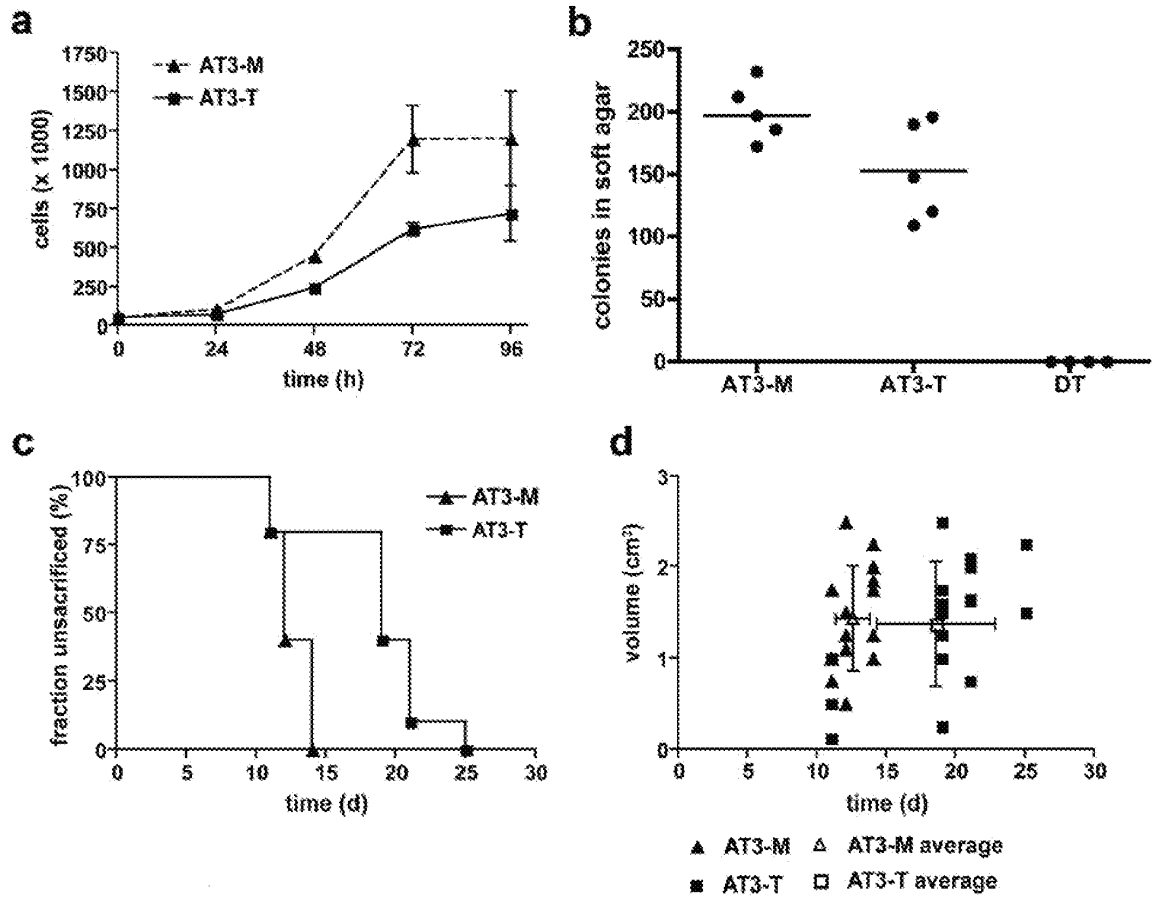 a
1750
1500
1250
1000
750
500
250
0
cells (x 1000)
AT3-M
AT3-T
0 24 48 72 96
time (h)
b
250
200
150
100
50
0
colonies in soft agar
AT3-M AT3-T DT
c
100
75
50
25
0
fraction unsacrificed (%)
AT3-M
AT3-T
0 5 10 15 20 25 30
time (d)
d
3
2
1
0
volume (cm³)
0 5 10 15 20 25 30
time (d)
AT3-M AT3-M average
AT3-T AT3-T average